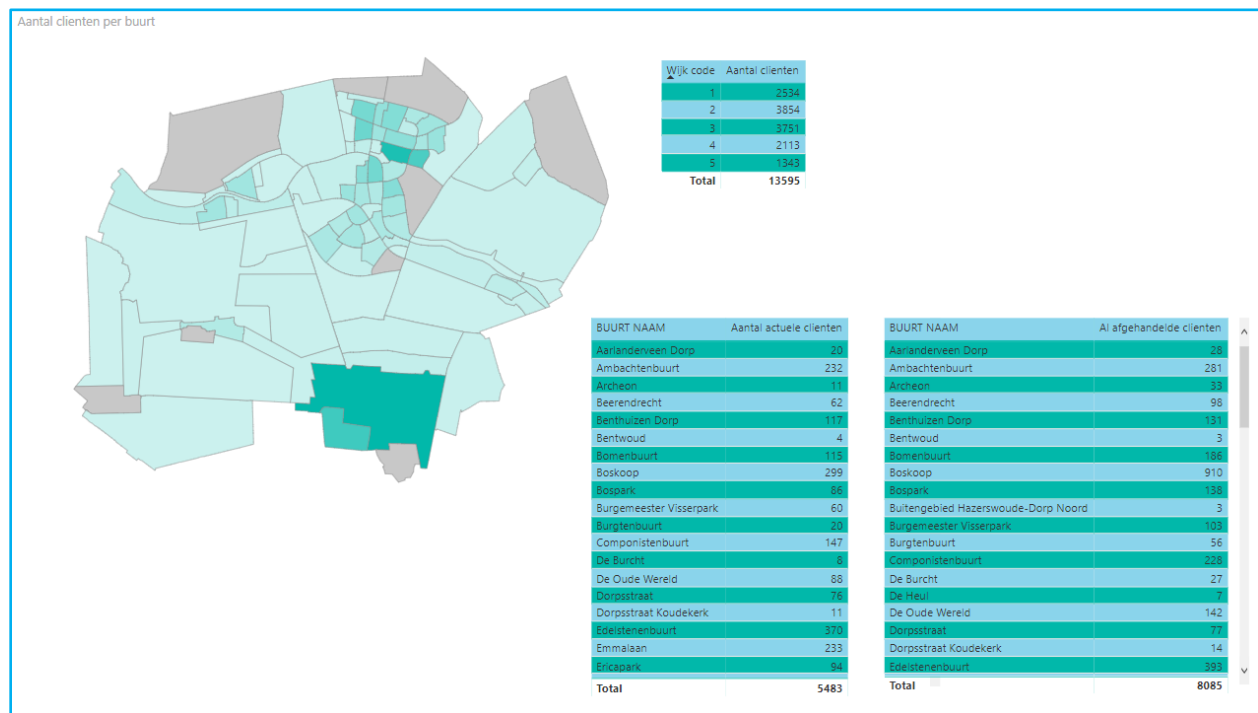 Aantal clienten per buurt
Wijk code Aantal clienten
1 2534
2 3854
3 3751
4 2113
5 1343
Total 13595
BUURT NAAM Aantal actuele clienten
Aarlanderveen Dorp 20
Ambachtenbuurt 232
Archeon 11
Beerendrecht 62
Benthuizen Dorp 117
Bentwoud 4
Bomenbuurt 115
Boskoop 299
Bospark 86
Burgemeester Visserpark 60
Burgtenbuurt 20
Componistenbuurt 147
De Burcht 8
De Oude Wereld 88
Dorpsstraat 76
Dorpsstraat Koudekerk 11
Edelstenenbuurt 370
Emmalaan 233
Ericapark 94
Total 5483
BUURT NAAM Al afgehandelde clienten
Aarlanderveen Dorp 28
Ambachtenbuurt 281
Archeon 33
Beerendrecht 98
Benthuizen Dorp 131
Bentwoud 3
Bomenbuurt 186
Boskoop 910
Bospark 138
Buitengebied Hazerswoude-Dorp Noord 3
Burgemeester Visserpark 103
Burgtenbuurt 56
Componistenbuurt 228
De Burcht 27
De Heul 7
De Oude Wereld 142
Dorpsstraat 77
Dorpsstraat Koudekerk 14
Edelstenenbuurt 393
Total 8085